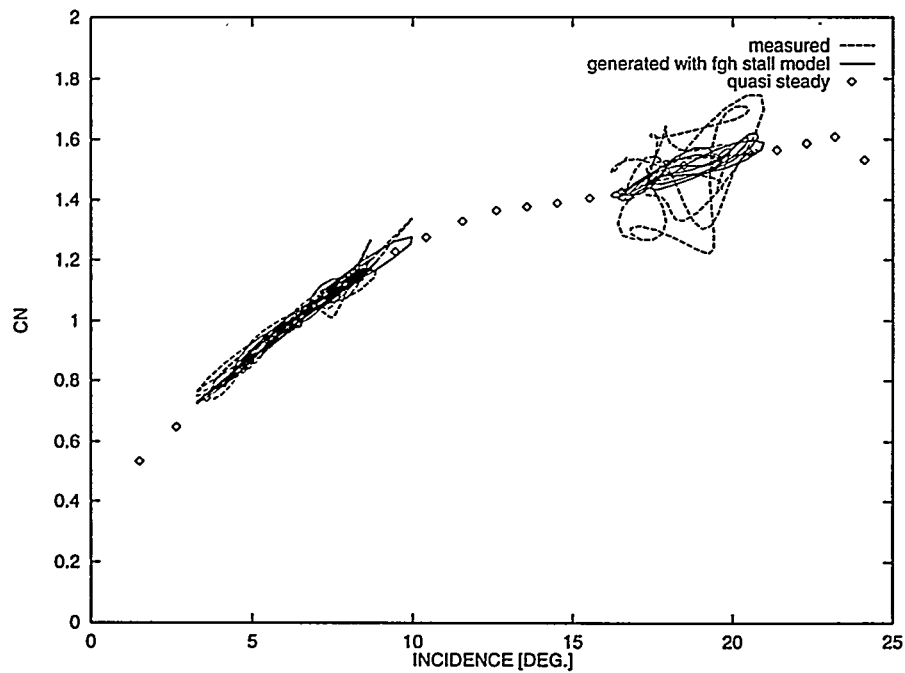 2
1.8
1.6
1.4
1.2
1
0.8
0.6
0.4
0.2
0
CN
measured
generated with fgh stall model
quasi steady
0 5 10 15 20 25
INCIDENCE [DEG.]